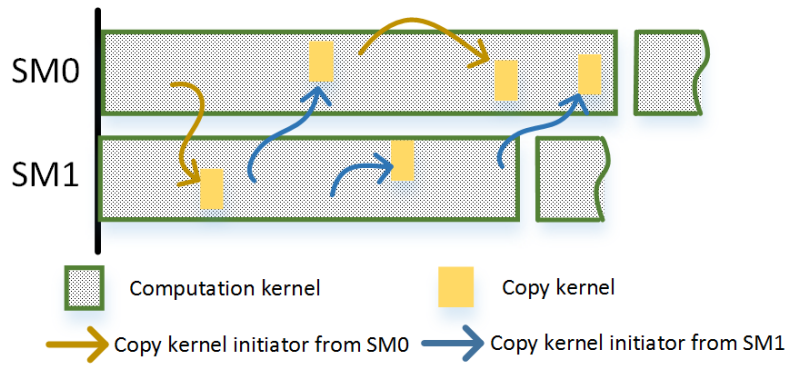 SM0
SM1
Computation kernel
Copy kernel
Copy kernel initiator from SM0
Copy kernel initiator from SM1